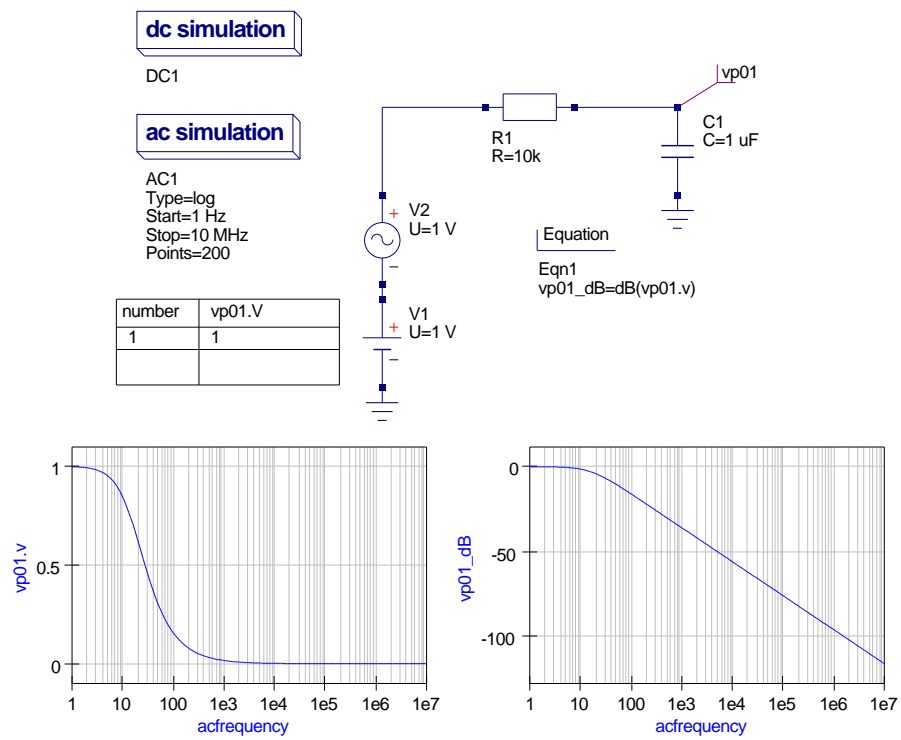 dc simulation
DC1
ac simulation
AC1
Type=log
Start=1 Hz
Stop=10 MHz
Points=200
number vp01.V
1 1
V2
U=1 V
+
−
V1
U=1 V
+
−
R1
R=10k
vp01
C1
C=1 uF
Equation
Eqn1
vp01_dB=dB(vp01.v)
1
0.5
0
vp01.v
1 10 100 1e3 1e4 1e5 1e6 1e7
acfrequency
0
-50
-100
vp01_dB
1 10 100 1e3 1e4 1e5 1e6 1e7
acfrequency